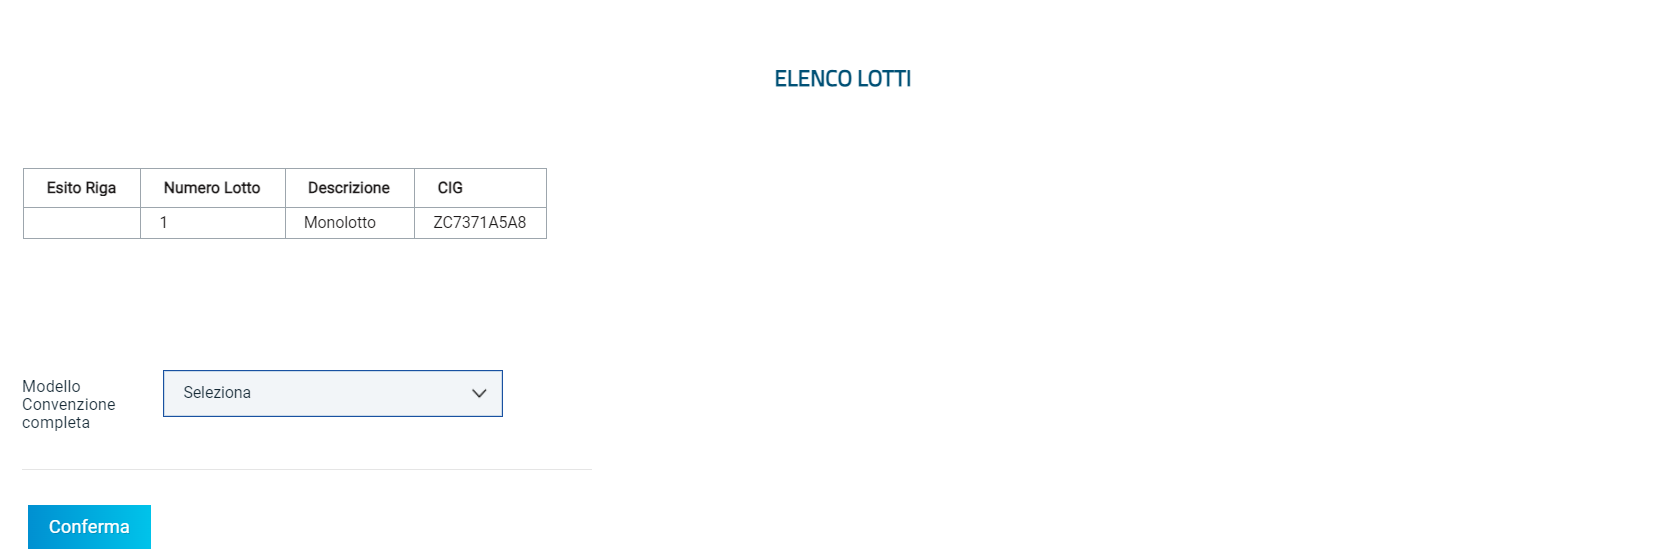 ELENCO LOTTI
Esito Riga Numero Lotto Descrizione CIG
1 Monolotto ZC7371A5A8
Modello
Convenzione
completa
Seleziona
Conferma